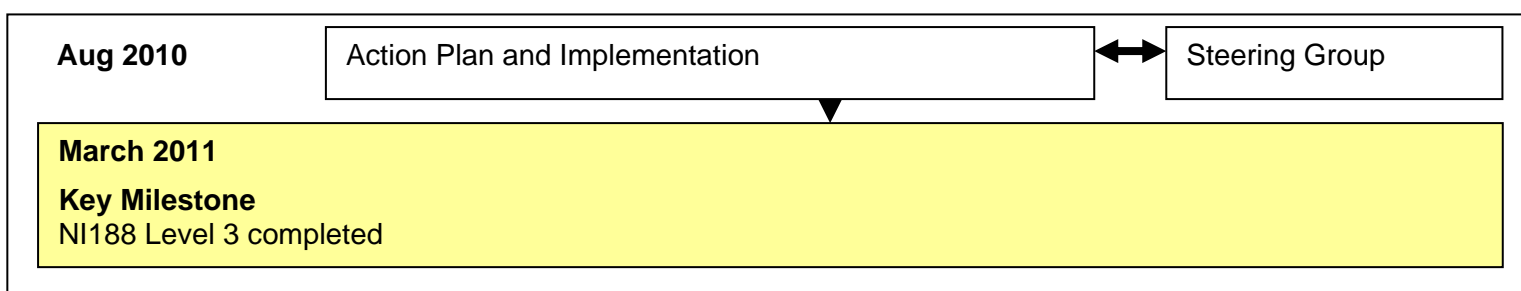 Aug 2010
Action Plan and Implementation
Steering Group
March 2011
Key Milestone
NI188 Level 3 completed